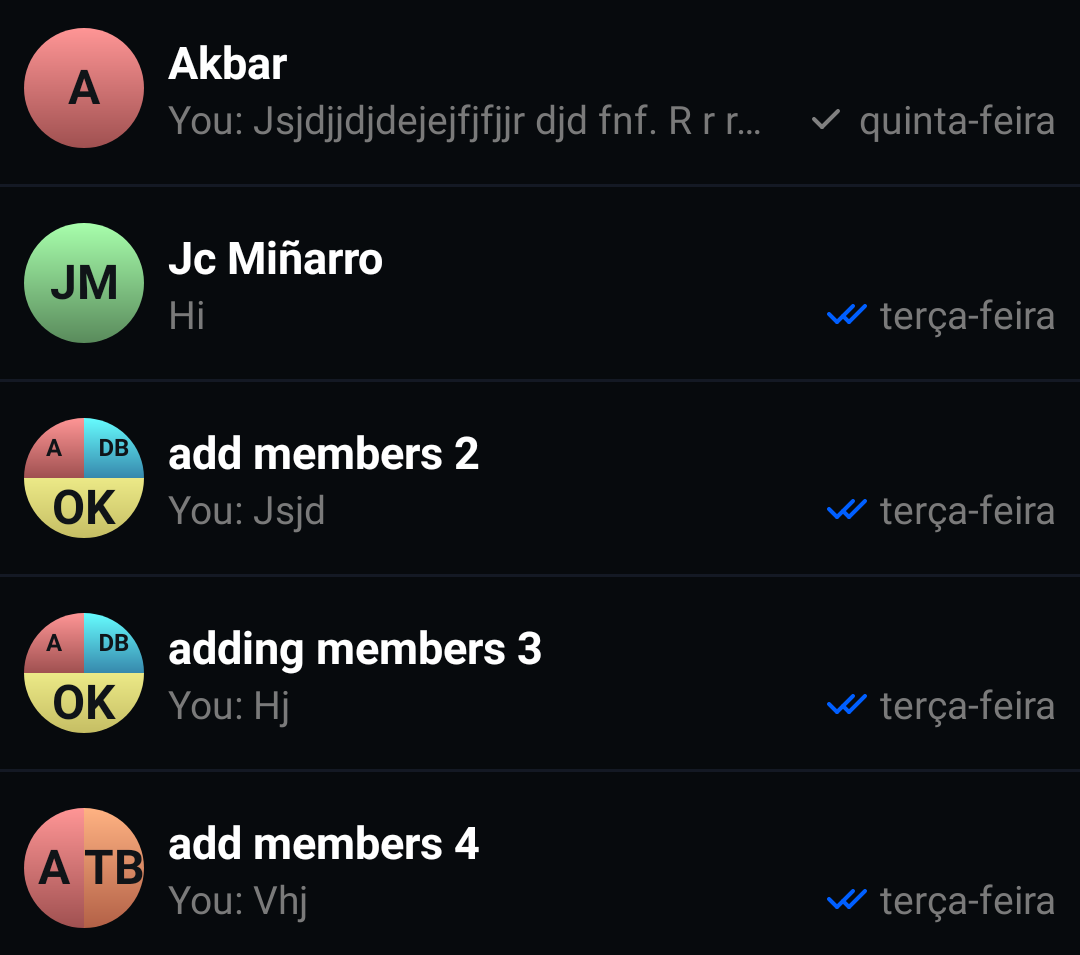 A
Akbar
You: Jsjdjjdjdejejfjfjjr djd fnf. R r r... quinta-feira
JM
Jc Miñarro
Hi terça-feira
A DB
OK
add members 2
You: Jsjd terça-feira
A DB
OK
adding members 3
You: Hj terça-feira
A TB
add members 4
You: Vhj terça-feira